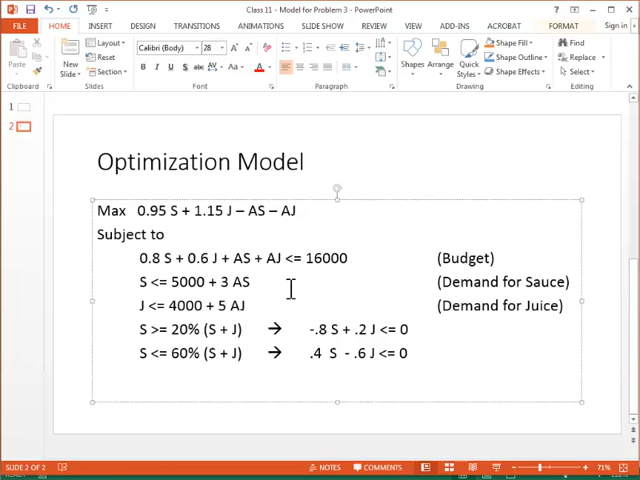 Class 11 - Model for Problem 3 - PowerPoint
FILE HOME INSERT DESIGN TRANSITIONS ANIMATIONS SLIDE SHOW REVIEW VIEW ADD-INS ACROBAT FORMAT Sign in
Paste
Clipboard
New Slide
Layout
Reset
Section
Slides
Calibri (Body) 28
B I U S abc AV Aa A
Font
Paragraph
Shapes Arrange Quick Styles
Shape Fill
Shape Outline
Shape Effects
Drawing
Find
Replace
Select
Editing
1
2
Optimization Model
Max 0.95 S + 1.15 J – AS – AJ
Subject to
0.8 S + 0.6 J + AS + AJ <= 16000 (Budget)
S <= 5000 + 3 AS (Demand for Sauce)
J <= 4000 + 5 AJ (Demand for Juice)
S >= 20% (S + J) → -.8 S + .2 J <= 0
S <= 60% (S + J) → .4 S - .6 J <= 0
SLIDE 2 OF 2 NOTES COMMENTS 71%